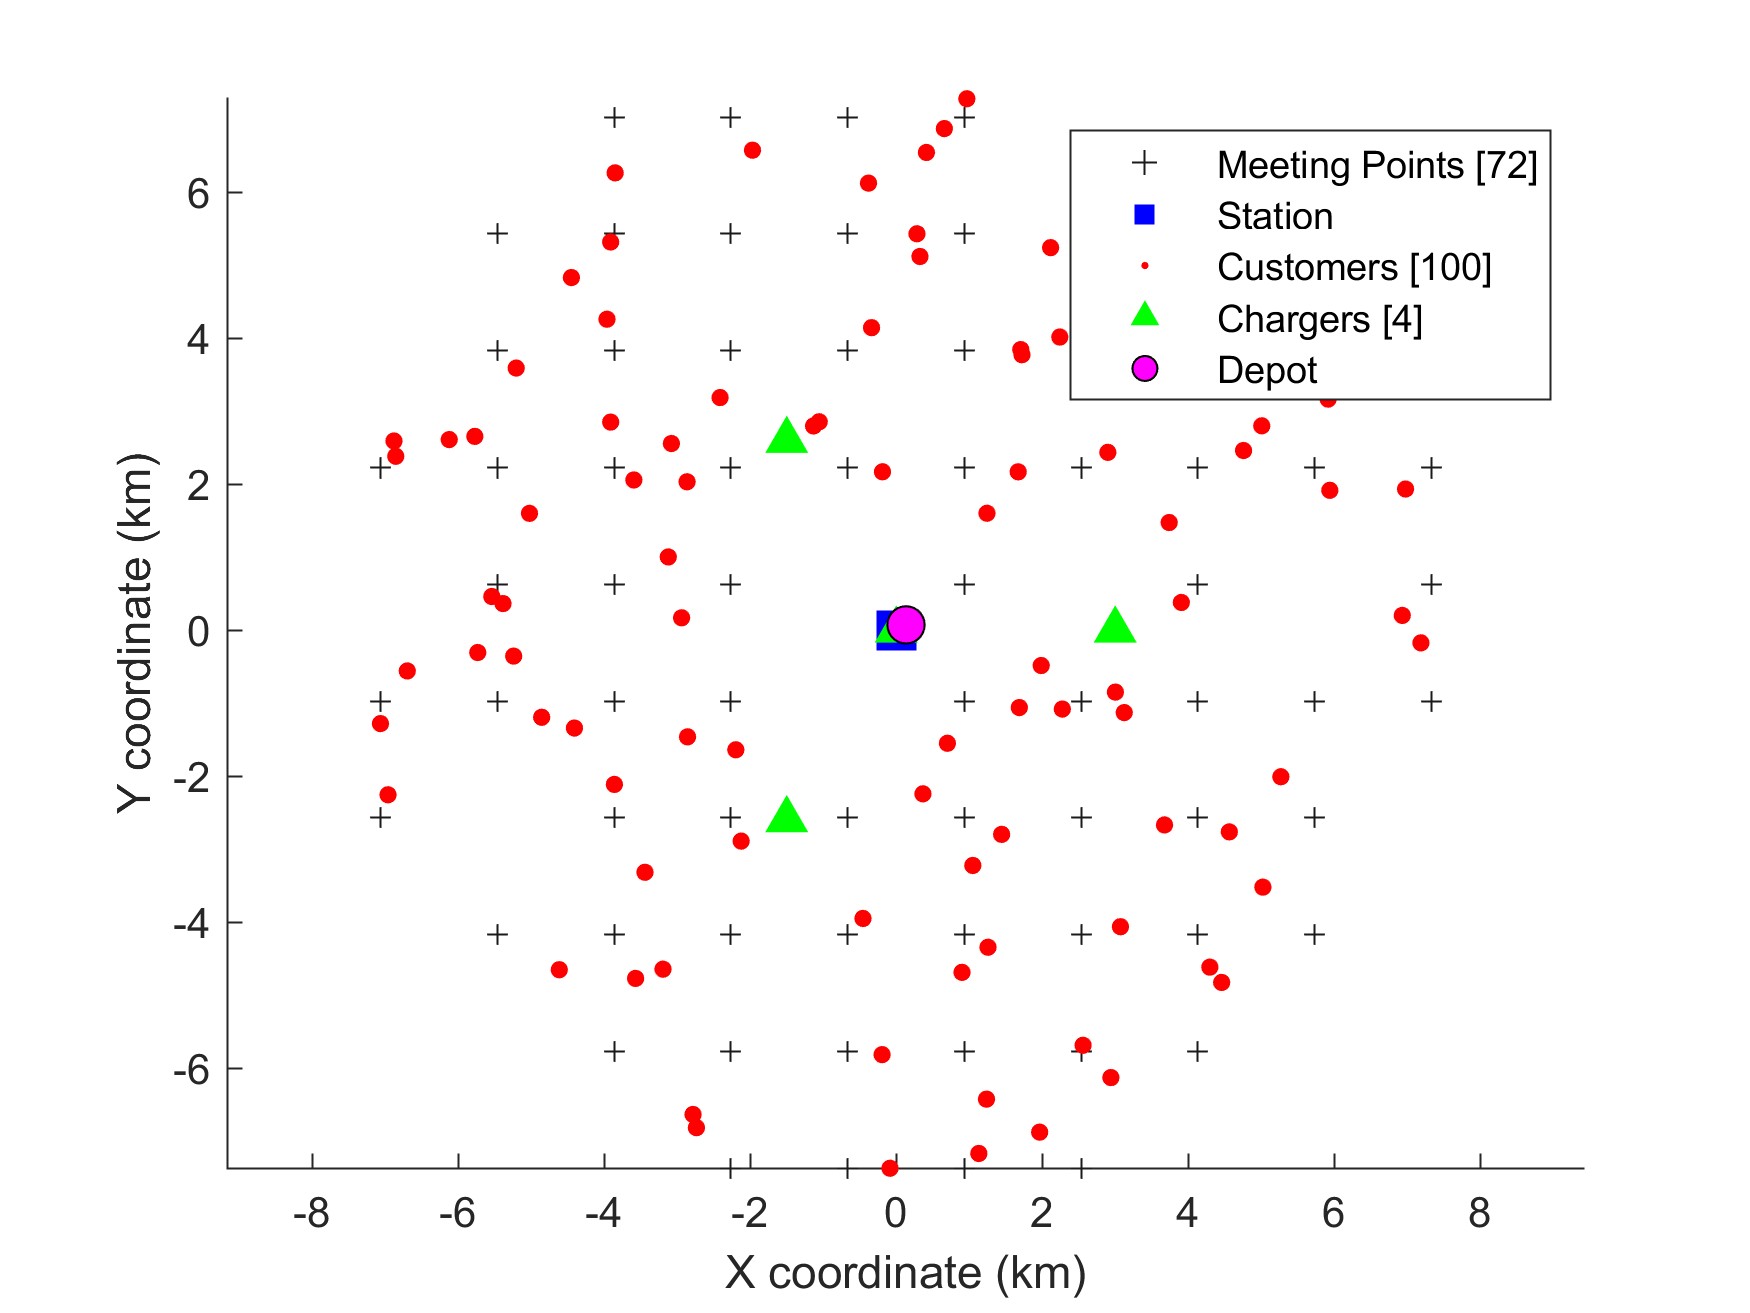 Meeting Points [72]
Station
Customers [100]
Chargers [4]
Depot
6
4
2
0
-2
-4
-6
Y coordinate (km)
-8 -6 -4 -2 0 2 4 6 8
X coordinate (km)